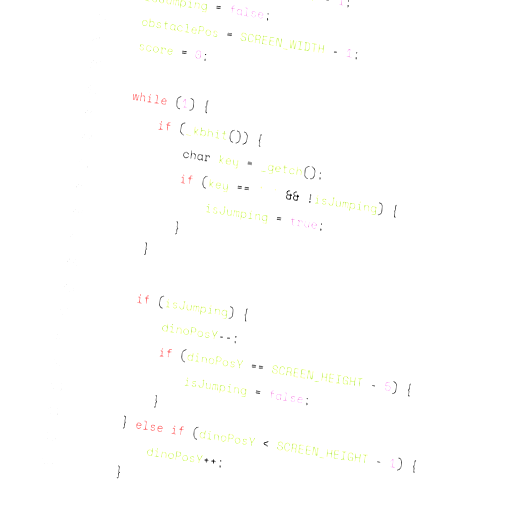 isJumping = false;
obstaclePos = SCREEN_WIDTH - 1;
score = 0;
while (1) {
if (_kbhit()) {
char key = _getch();
if (key == && !isJumping) {
isJumping = true;
}
}
if (isJumping) {
dinoPosY--;
if (dinoPosY == SCREEN_HEIGHT - 5) {
isJumping = false;
}
} else if (dinoPosY < SCREEN_HEIGHT - 1) {
dinoPosY++;
}